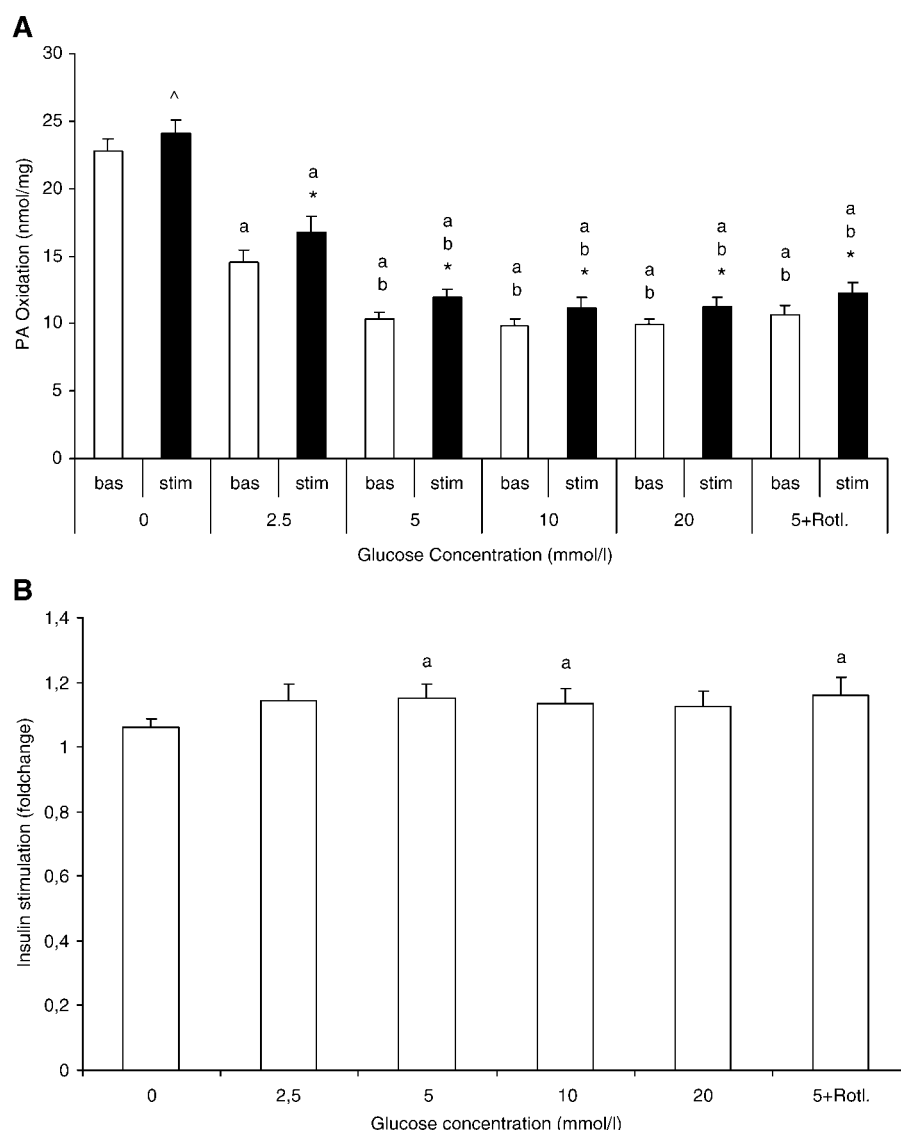 A
30
25
20
15
10
5
0
PA Oxidation (nmol/mg)
^
a
a
*
a
b
a
b
*
a
b
a
b
*
a
b
a
b
*
a
b
a
b
*
bas stim bas stim bas stim bas stim bas stim bas stim
0 2.5 5 10 20 5+Rotl.
Glucose Concentration (mmol/l)
B
1,4
1,2
1
0,8
0,6
0,4
0,2
0
Insulin stimulation (foldchange)
a a a
0 2,5 5 10 20 5+Rotl.
Glucose concentration (mmol/l)